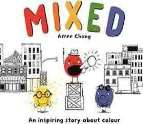 MIXED
Arree Chung
An inspiring story about colour